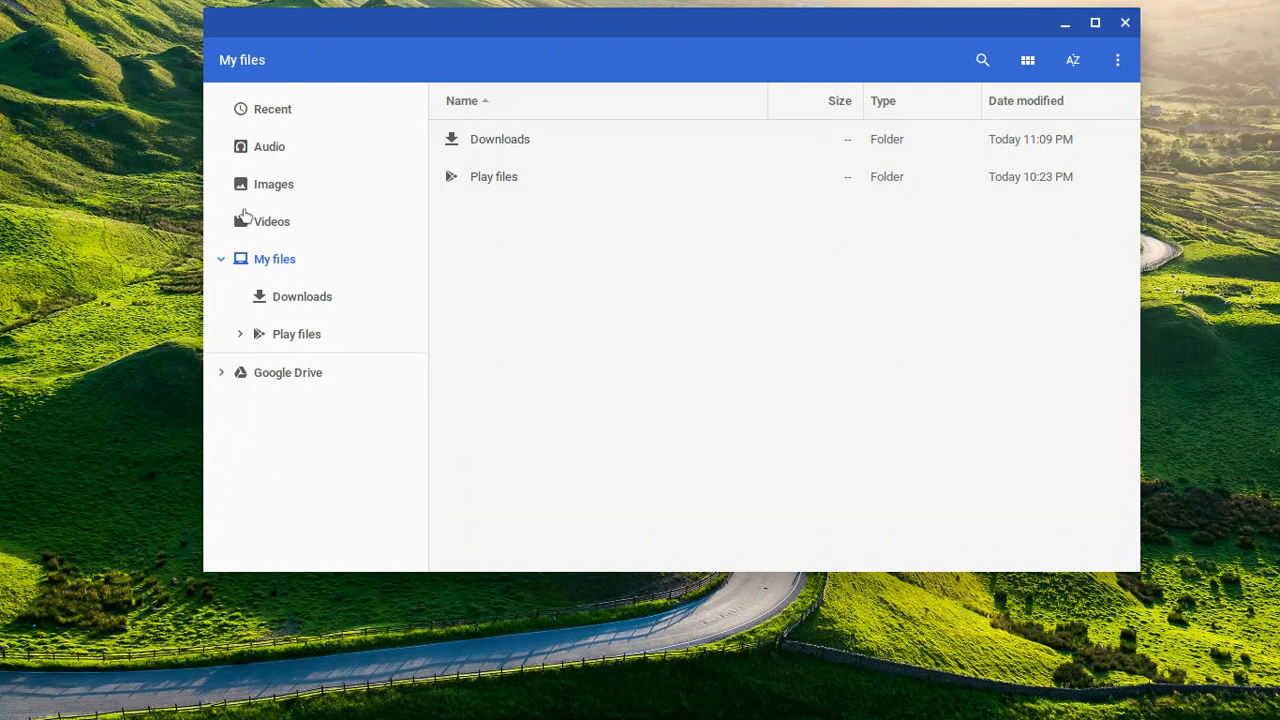 My files
AZ
Recent
Audio
Images
Videos
My files
Downloads
Play files
Google Drive
Name Size Type Date modified
Downloads -- Folder Today 11:09 PM
Play files -- Folder Today 10:23 PM